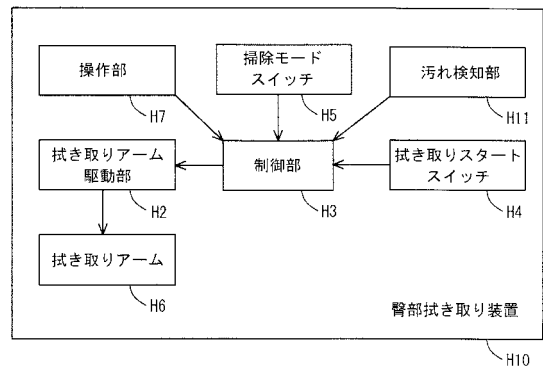 操作部
H7
掃除モード
スイッチ
H5
汚れ検知部
H11
拭き取りアーム
駆動部
H2
制御部
H3
拭き取りスタート
スイッチ
H4
拭き取りアーム
H6
臀部拭き取り装置
H10